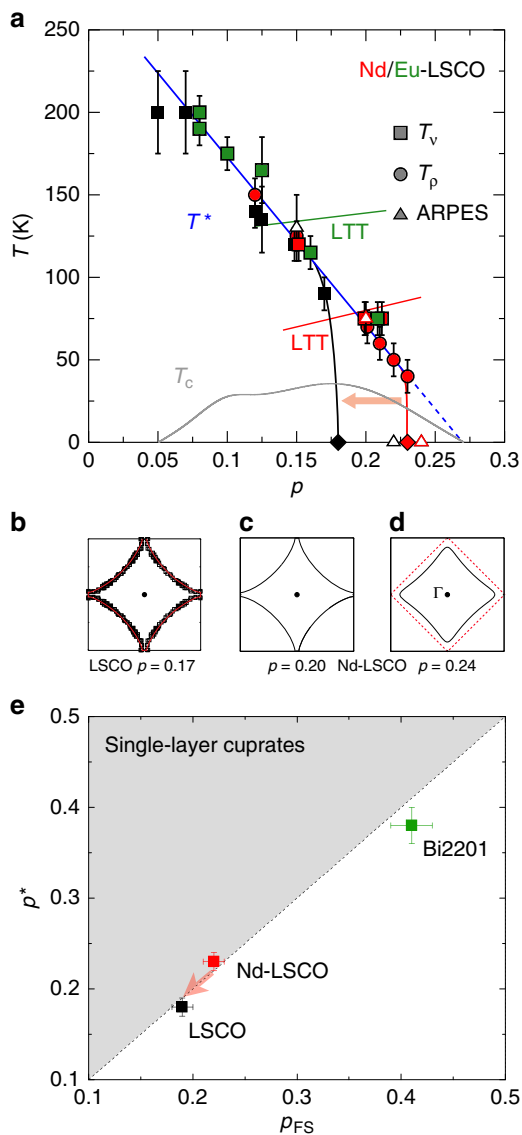 a
Nd/Eu-LSCO
Tν
Tρ
ARPES
T*
LTT
LTT
Tc
T (K)
250
200
150
100
50
0
0 0.05 0.10 0.15 0.20 0.25 0.30
p
b c d
Γ
LSCO p = 0.17 p = 0.20 Nd-LSCO p = 0.24
e
Single-layer cuprates
Bi2201
Nd-LSCO
LSCO
p*
0.5
0.4
0.3
0.2
0.1
0.1 0.2 0.3 0.4 0.5
pFS